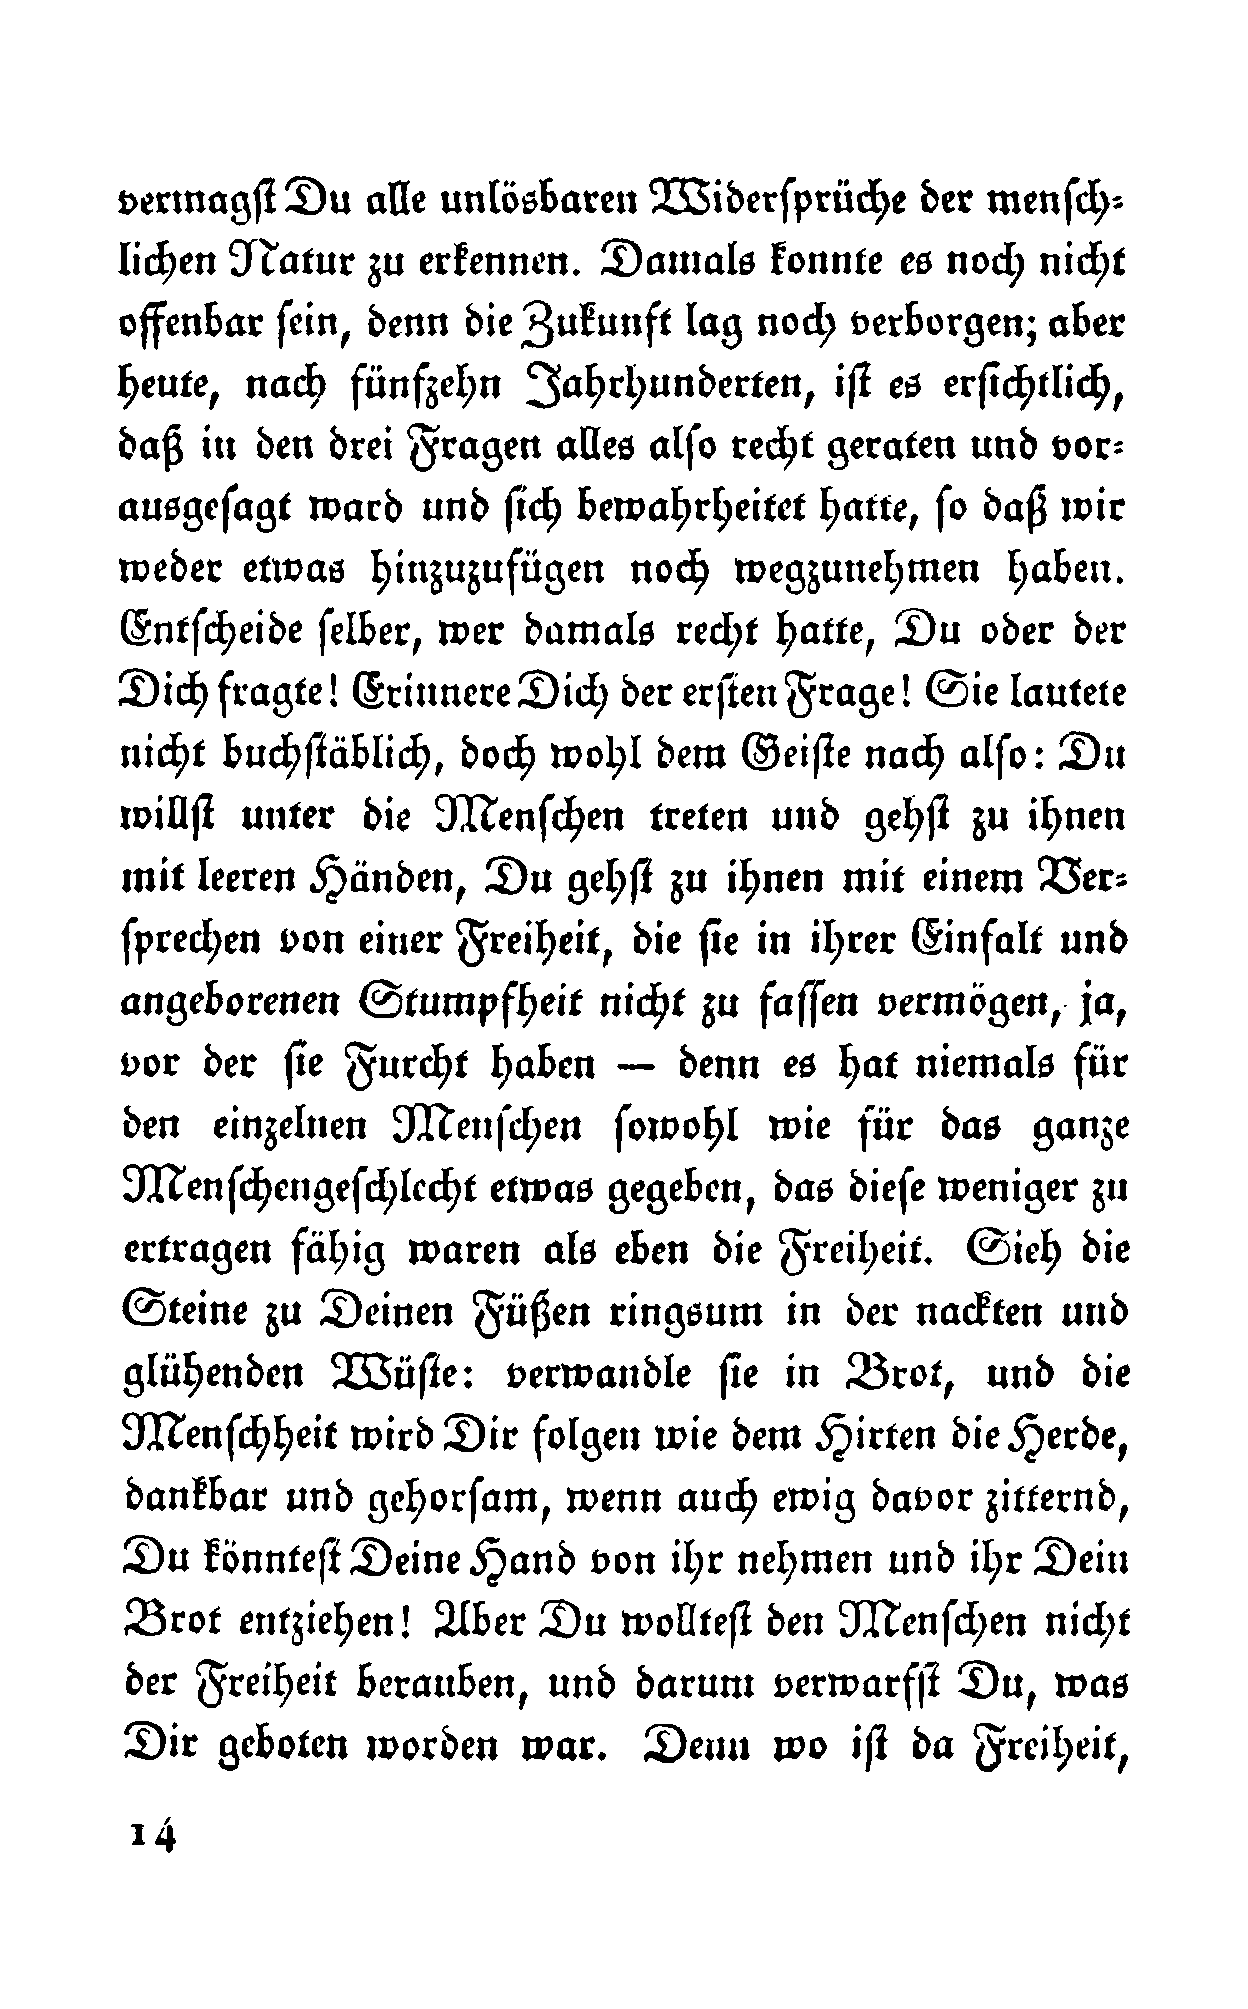 vermagſt Du alle unlösbaren Widerſprüche der menſch-
lichen Natur zu erkennen. Damals konnte es noch nicht
offenbar ſein, denn die Zukunft lag noch verborgen; aber
heute, nach fünfzehn Jahrhunderten, iſt es erſichtlich,
daß in den drei Fragen alles alſo recht geraten und vor-
ausgeſagt ward und ſich bewahrheitet hatte, ſo daß wir
weder etwas hinzuzufügen noch wegzunehmen haben.
Entſcheide ſelber, wer damals recht hatte, Du oder der
Dich fragte! Erinnere Dich der erſten Frage! Sie lautete
nicht buchſtäblich, doch wohl dem Geiſte nach alſo: Du
willſt unter die Menſchen treten und gehſt zu ihnen
mit leeren Händen, Du gehſt zu ihnen mit einem Ver-
ſprechen von einer Freiheit, die ſie in ihrer Einfalt und
angeborenen Stumpfheit nicht zu faſſen vermögen, ja,
vor der ſie Furcht haben — denn es hat niemals für
den einzelnen Menſchen ſowohl wie für das ganze
Menſchengeſchlecht etwas gegeben, das dieſe weniger zu
ertragen fähig waren als eben die Freiheit. Sieh die
Steine zu Deinen Füßen ringsum in der nackten und
glühenden Wüſte: verwandle ſie in Brot, und die
Menſchheit wird Dir folgen wie dem Hirten die Herde,
dankbar und gehorſam, wenn auch ewig davor zitternd,
Du könnteſt Deine Hand von ihr nehmen und ihr Dein
Brot entziehen! Aber Du wollteſt den Menſchen nicht
der Freiheit berauben, und darum verwarfſt Du, was
Dir geboten worden war. Denn wo iſt da Freiheit,
14